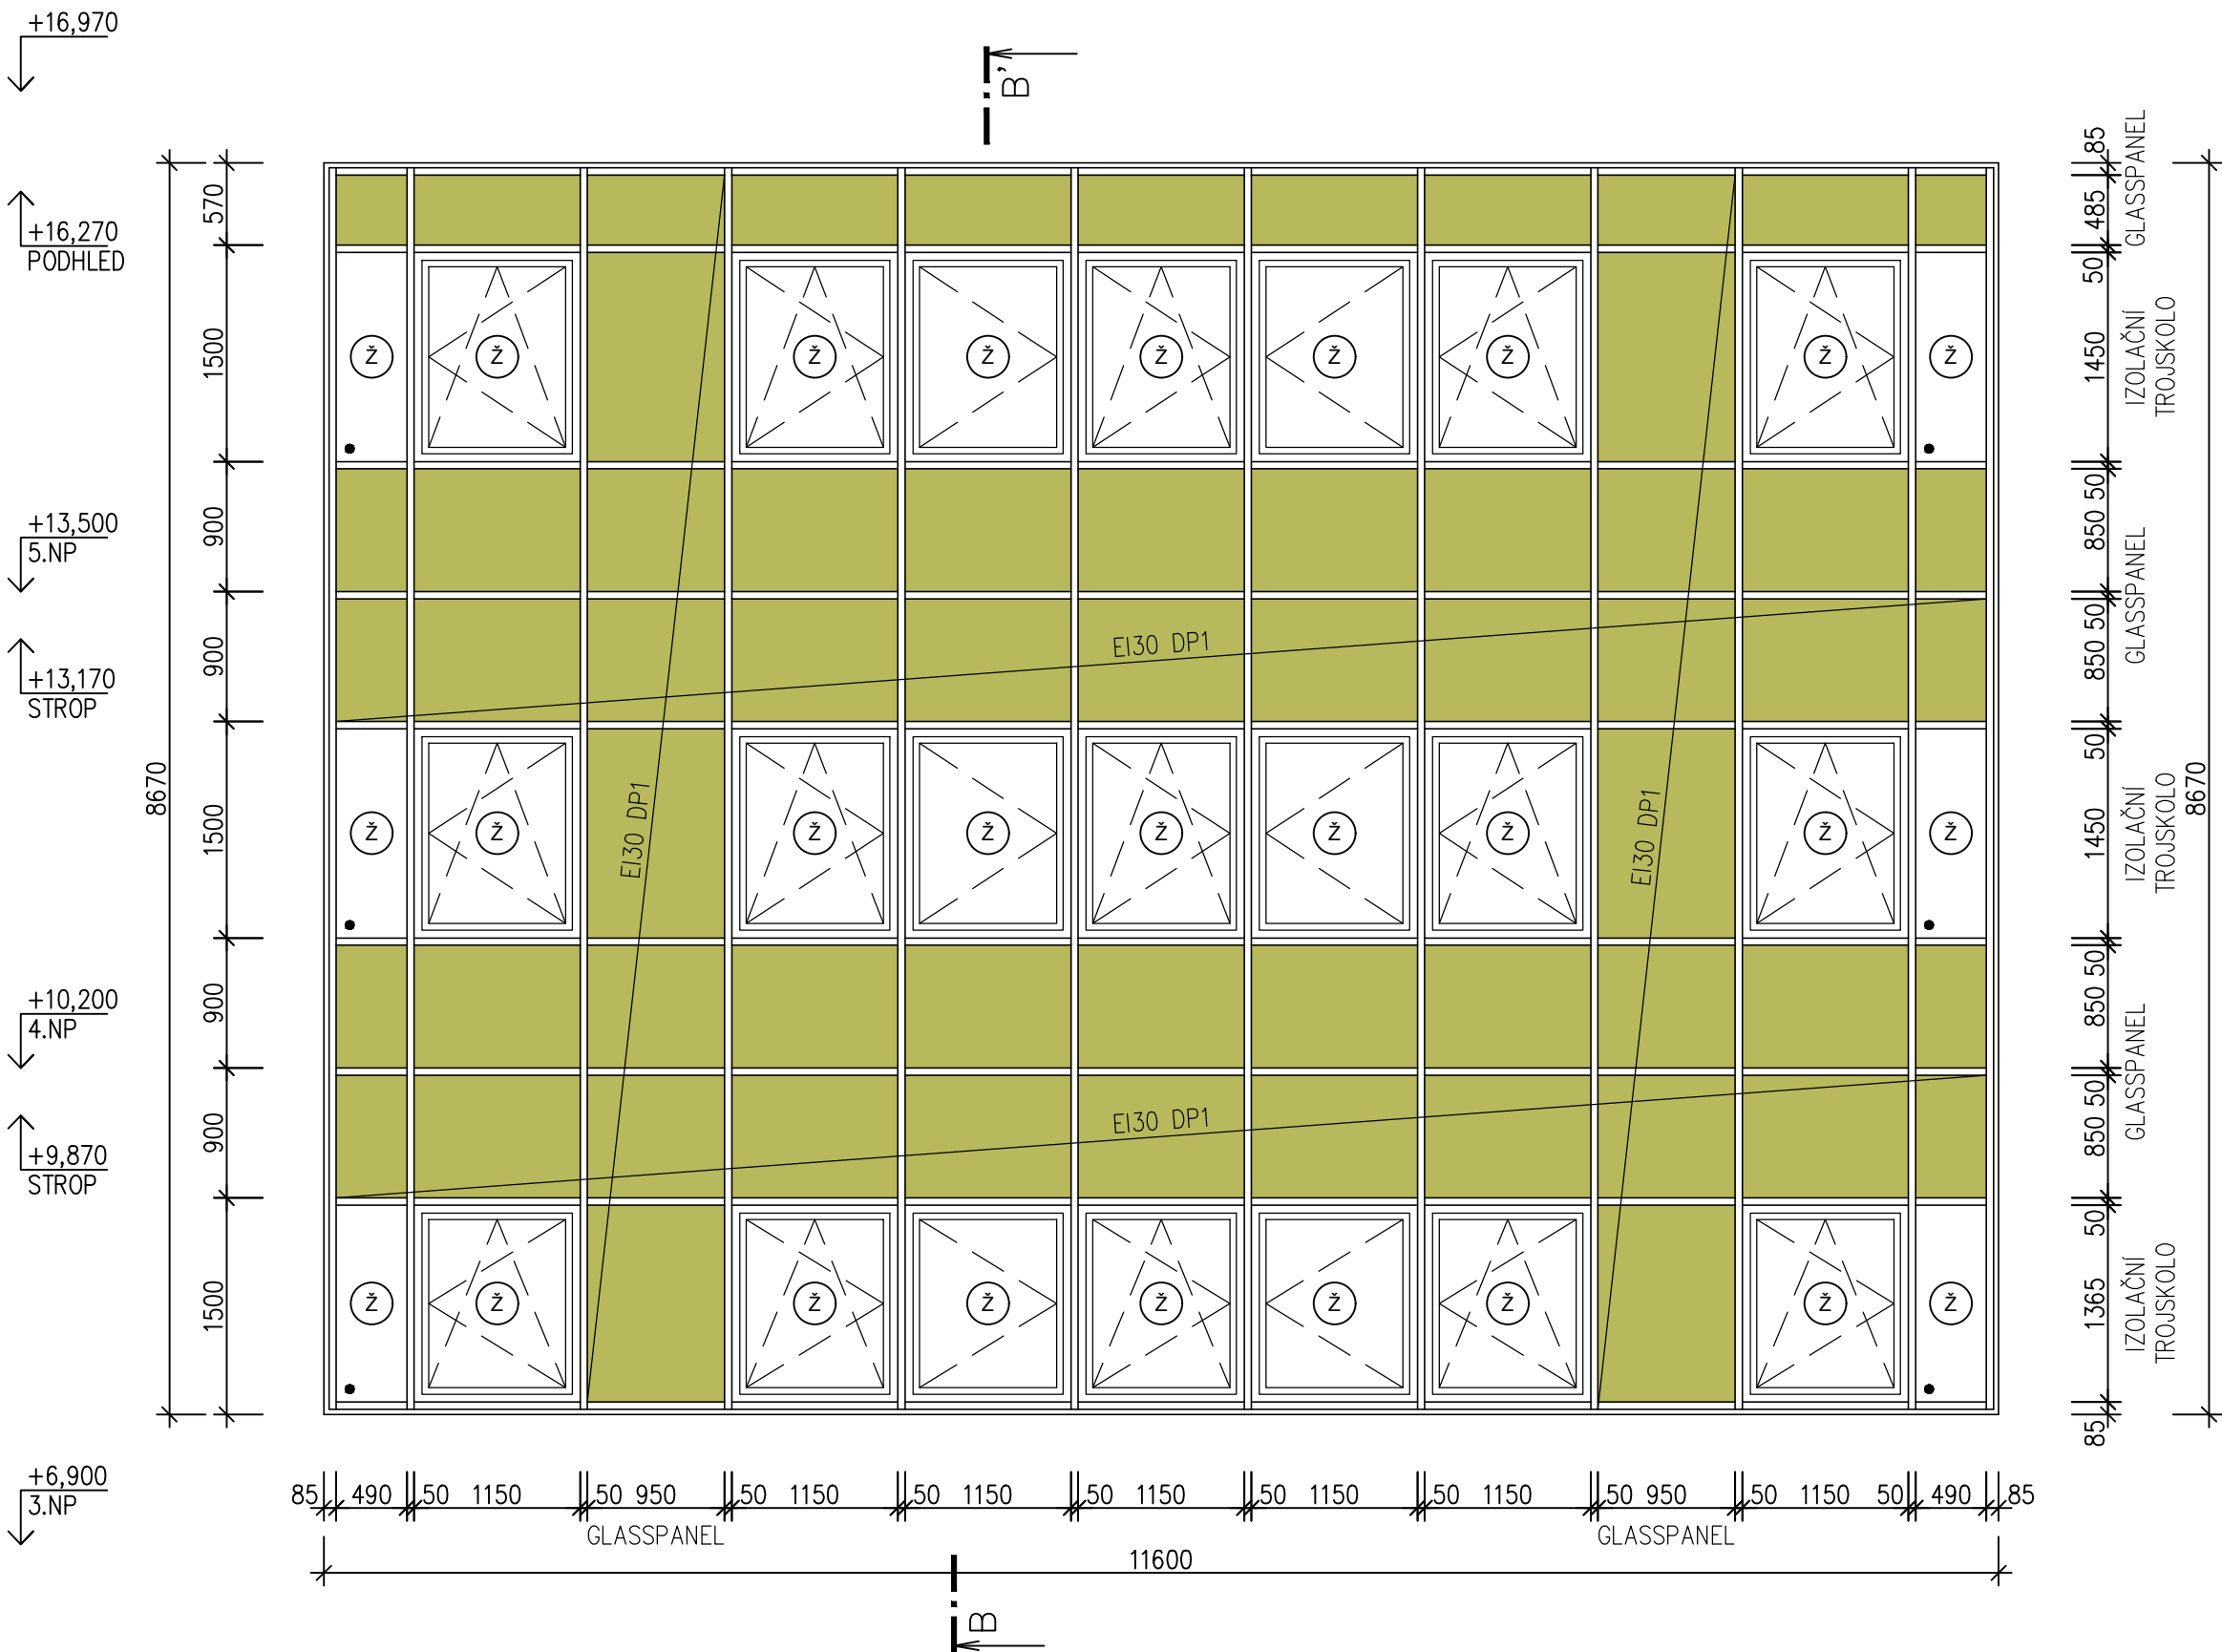 +16,970
B'
+16,270
PODHLED
+13,500
5.NP
+13,170
STROP
+10,200
4.NP
+9,870
STROP
+6,900
3.NP
8670
570
1500
900
900
1500
900
900
1500
Ž Ž Ž Ž Ž Ž Ž Ž Ž
EI30 DP1
EI30 DP1
EI30 DP1
Ž Ž Ž Ž Ž Ž Ž Ž Ž
EI30 DP1
Ž Ž Ž Ž Ž Ž Ž Ž Ž
85
485
50
1450
50
850
50
850
50
1450
50
850
50
850
50
1365
85
GLASSPANEL
IZOLAČNÍ
TROJSKOLO
GLASSPANEL
IZOLAČNÍ
TROJSKOLO
GLASSPANEL
IZOLAČNÍ
TROJSKOLO
8670
85 490 50 1150 50 950 50 1150 50 1150 50 1150 50 1150 50 1150 50 950 50 1150 50 490 85
GLASSPANEL GLASSPANEL
11600
B